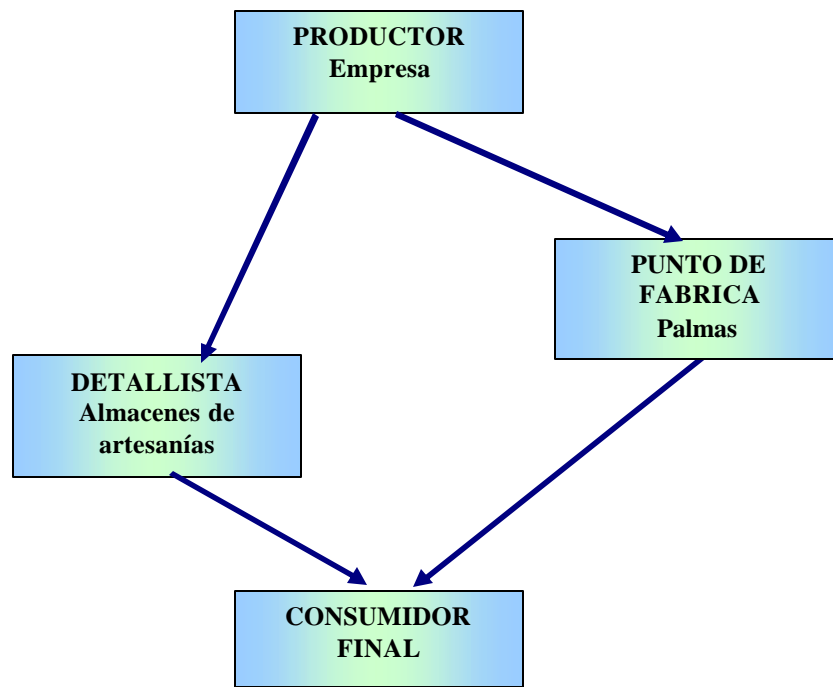 PRODUCTOR
Empresa
PUNTO DE
FABRICA
Palmas
DETALLISTA
Almacenes de
artesanías
CONSUMIDOR
FINAL